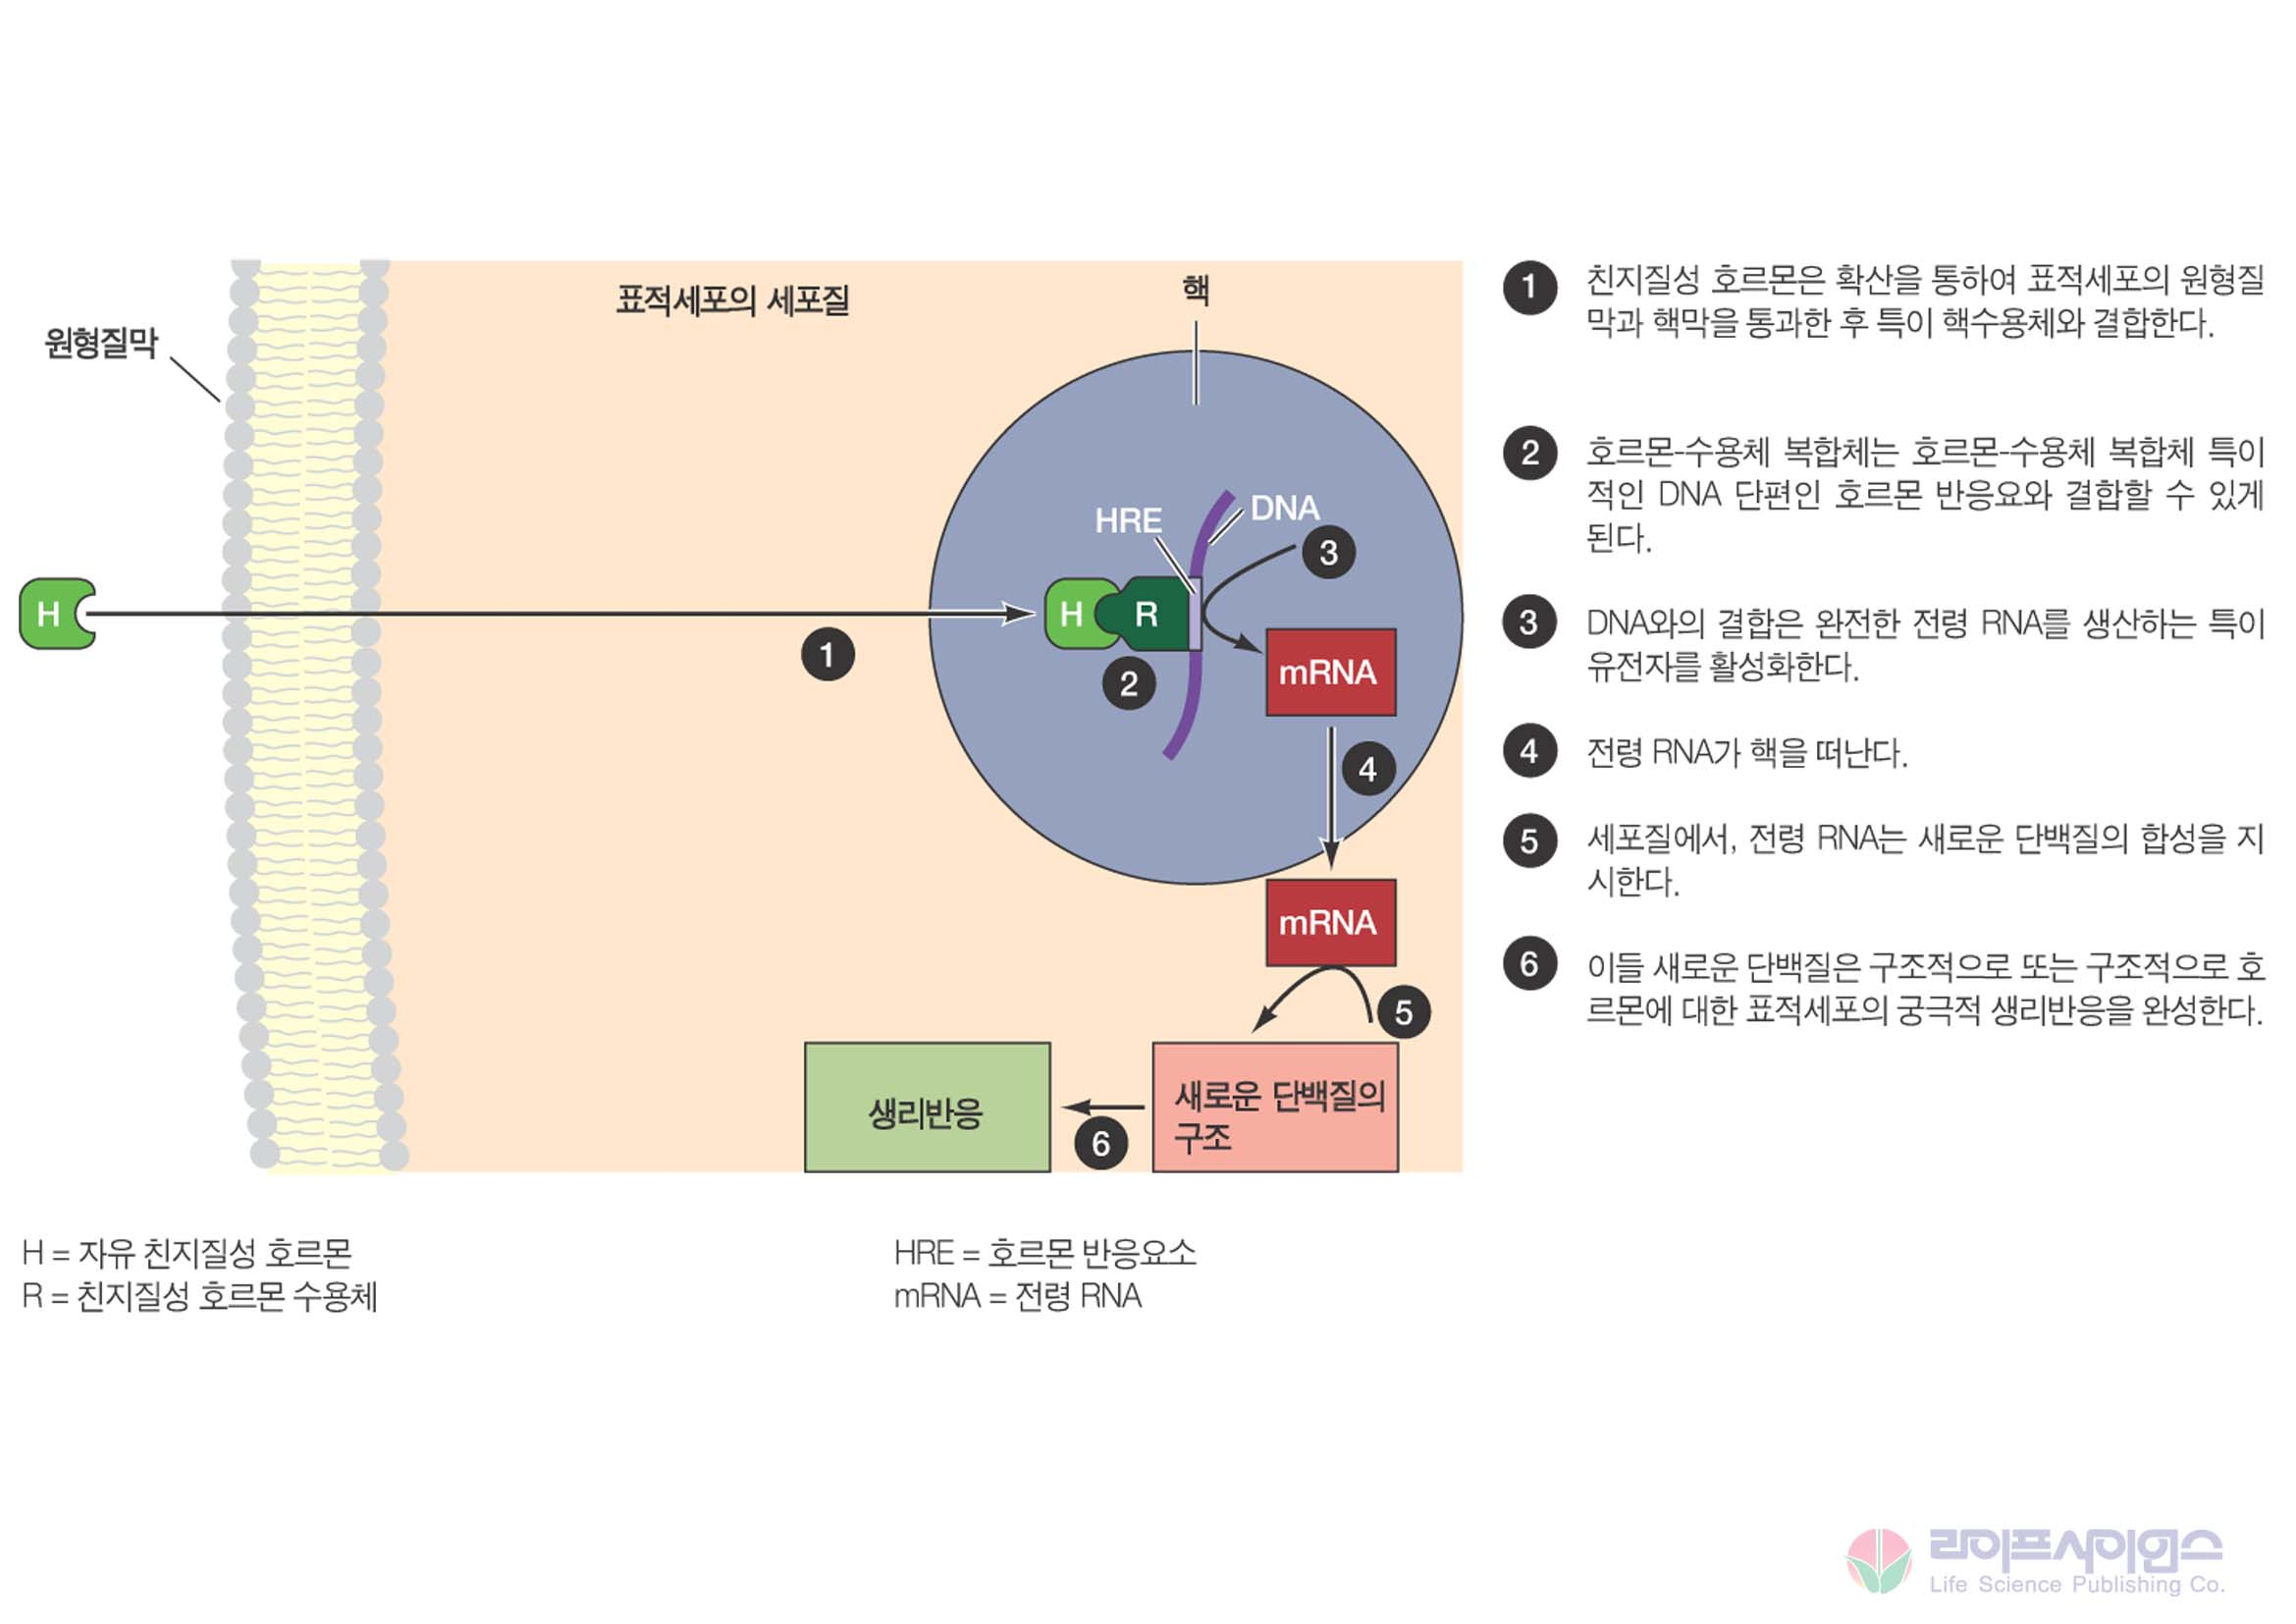 표적세포의 세포질
핵
원형질막
HRE
DNA
3
H
H
R
1
2
mRNA
4
mRNA
5
생리반응
6
새로운 단백질의
구조
1 친지질성 호르몬은 확산을 통하여 표적세포의 원형질
막과 핵막을 통과한 후 특이 핵수용체와 결합한다.
2 호르몬-수용체 복합체는 호르몬-수용체 복합체 특이
적인 DNA 단편인 호르몬 반응요와 결합할 수 있게
된다.
3 DNA와의 결합은 완전한 전령 RNA를 생산하는 특이
유전자를 활성화한다.
4 전령 RNA가 핵을 떠난다.
5 세포질에서, 전령 RNA는 새로운 단백질의 합성을 지
시한다.
6 이들 새로운 단백질은 구조적으로 또는 구조적으로 호
르몬에 대한 표적세포의 궁극적 생리반응을 완성한다.
H = 자유 친지질성 호르몬
R = 친지질성 호르몬 수용체
HRE = 호르몬 반응요소
mRNA = 전령 RNA
라이프사이언스
Life Science Publishing Co.